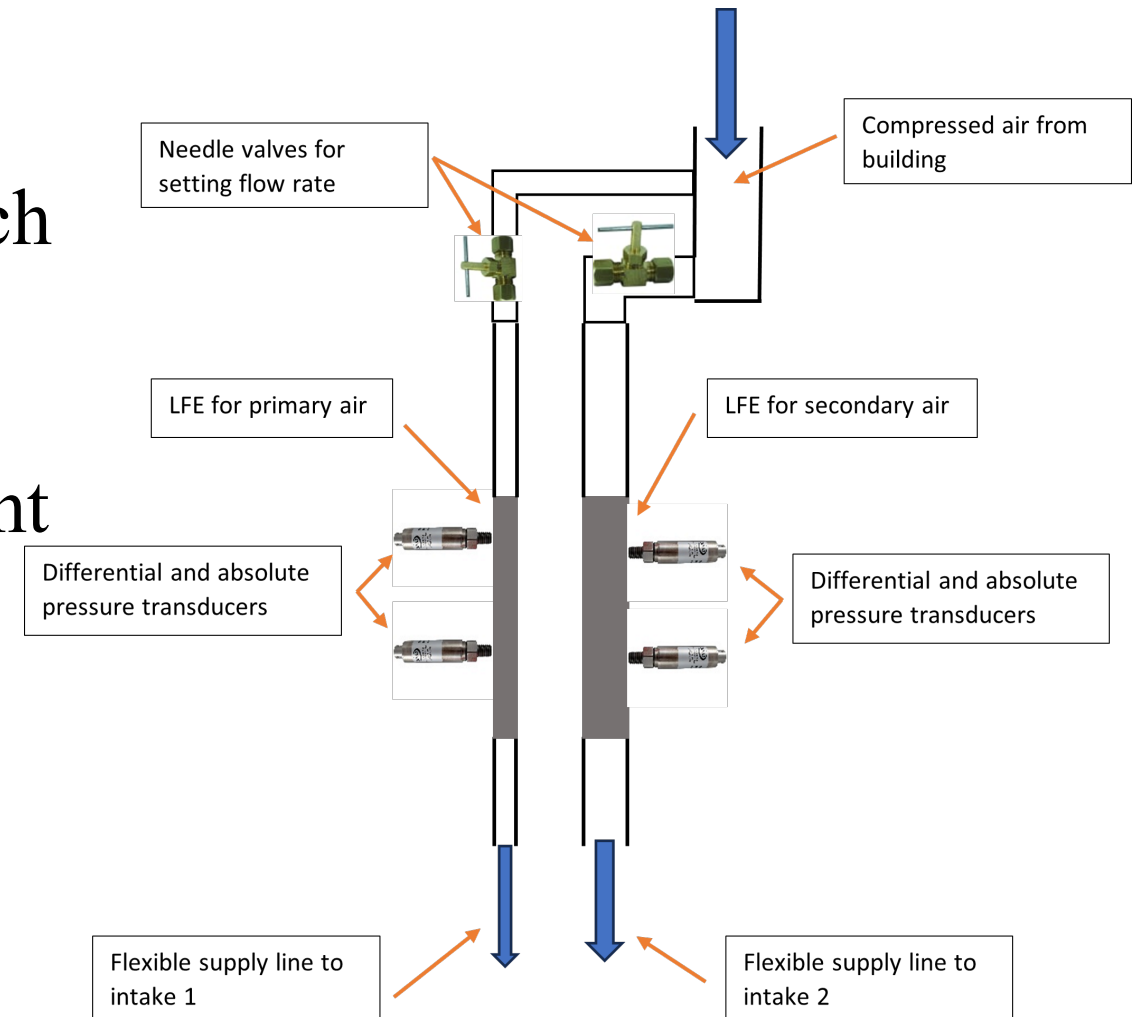 Compressed air from
building
Needle valves for
setting flow rate
ch
LFE for primary air
LFE for secondary air
nt
Differential and absolute
pressure transducers
Differential and absolute
pressure transducers
Flexible supply line to
intake 1
Flexible supply line to
intake 2